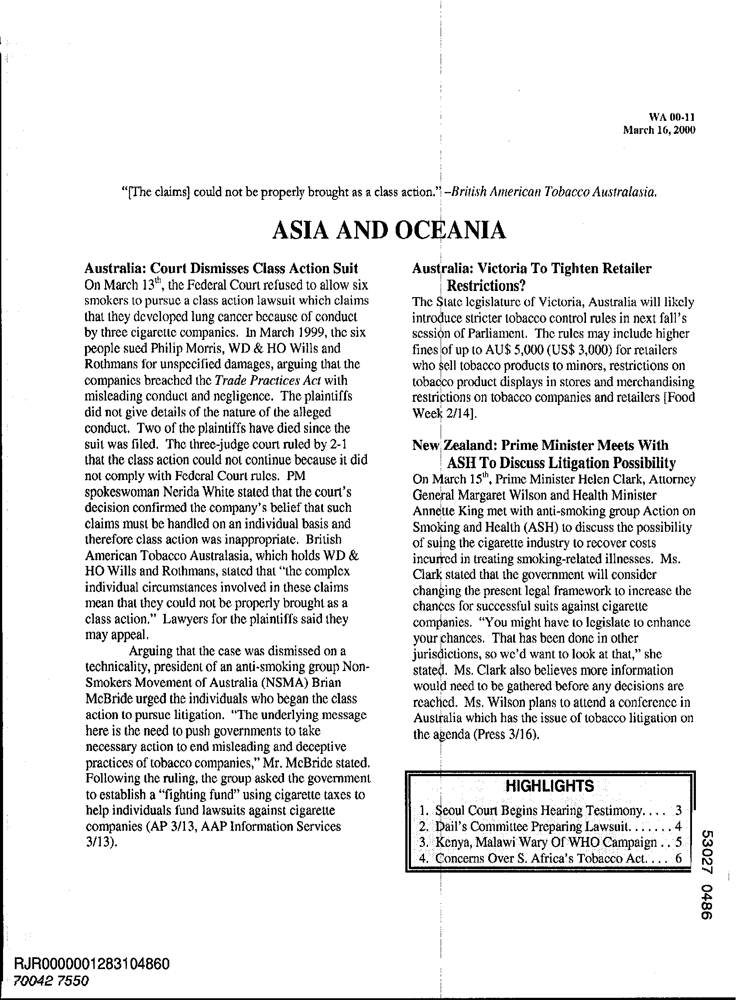 WA 00-11
March 16, 2000
“[The claims] could not be properly brought as a class action.” –British American Tobacco Australasia.
ASIA AND OCEANIA
Australia: Court Dismisses Class Action Suit
On March 13th, the Federal Court refused to allow six
smokers to pursue a class action lawsuit which claims
that they developed lung cancer because of conduct
by three cigarette companies. In March 1999, the six
people sued Philip Morris, WD & HO Wills and
Rothmans for unspecified damages, arguing that the
companies breached the Trade Practices Act with
misleading conduct and negligence. The plaintiffs
did not give details of the nature of the alleged
conduct. Two of the plaintiffs have died since the
suit was filed. The three-judge court ruled by 2-1
that the class action could not continue because it did
not comply with Federal Court rules. PM
spokeswoman Nerida White stated that the court’s
decision confirmed the company’s belief that such
claims must be handled on an individual basis and
therefore class action was inappropriate. British
American Tobacco Australasia, which holds WD &
HO Wills and Rothmans, stated that “the complex
individual circumstances involved in these claims
mean that they could not be properly brought as a
class action.” Lawyers for the plaintiffs said they
may appeal.
Arguing that the case was dismissed on a
technicality, president of an anti-smoking group Non-
Smokers Movement of Australia (NSMA) Brian
McBride urged the individuals who began the class
action to pursue litigation. “The underlying message
here is the need to push governments to take
necessary action to end misleading and deceptive
practices of tobacco companies,” Mr. McBride stated.
Following the ruling, the group asked the government
to establish a “fighting fund” using cigarette taxes to
help individuals fund lawsuits against cigarette
companies (AP 3/13, AAP Information Services
3/13).
Australia: Victoria To Tighten Retailer
Restrictions?
The State legislature of Victoria, Australia will likely
introduce stricter tobacco control rules in next fall’s
session of Parliament. The rules may include higher
fines of up to AU$ 5,000 (US$ 3,000) for retailers
who sell tobacco products to minors, restrictions on
tobacco product displays in stores and merchandising
restrictions on tobacco companies and retailers [Food
Week 2/14].
New Zealand: Prime Minister Meets With
ASH To Discuss Litigation Possibility
On March 15th, Prime Minister Helen Clark, Attorney
General Margaret Wilson and Health Minister
Annette King met with anti-smoking group Action on
Smoking and Health (ASH) to discuss the possibility
of suing the cigarette industry to recover costs
incurred in treating smoking-related illnesses. Ms.
Clark stated that the government will consider
changing the present legal framework to increase the
chances for successful suits against cigarette
companies. “You might have to legislate to enhance
your chances. That has been done in other
jurisdictions, so we’d want to look at that,” she
stated. Ms. Clark also believes more information
would need to be gathered before any decisions are
reached. Ms. Wilson plans to attend a conference in
Australia which has the issue of tobacco litigation on
the agenda (Press 3/16).
HIGHLIGHTS
1. Seoul Court Begins Hearing Testimony. . . . 3
2. Dail’s Committee Preparing Lawsuit. . . . . . . 4
3. Kenya, Malawi Wary Of WHO Campaign . . 5
4. Concerns Over S. Africa’s Tobacco Act. . . . 6
53027 0486
RJR0000001283104860
70042 7550